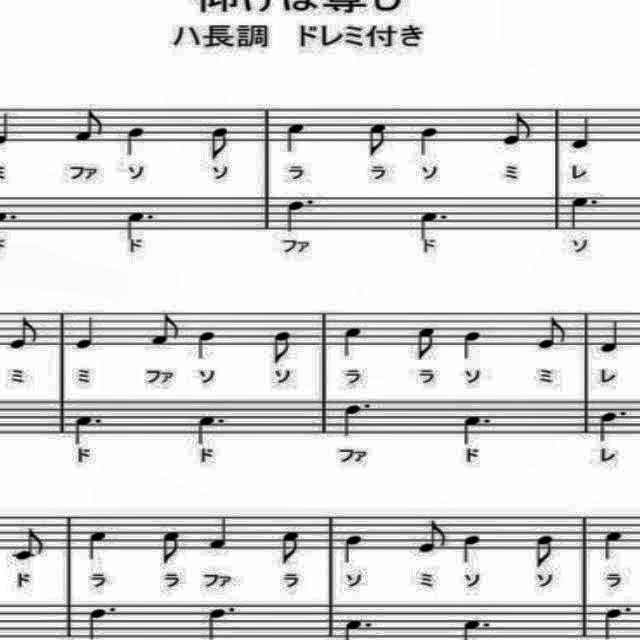 仰げば尊し
ハ長調 ドレミ付き
ミ ファ ソ ソ ラ ラ ソ ミ レ
ド ド ファ ド ソ
ミ ミ ファ ソ ソ ラ ラ ソ ミ レ
ド ド ファ ド レ
ド ラ ラ ファ ラ ソ ミ ソ ソ ラ